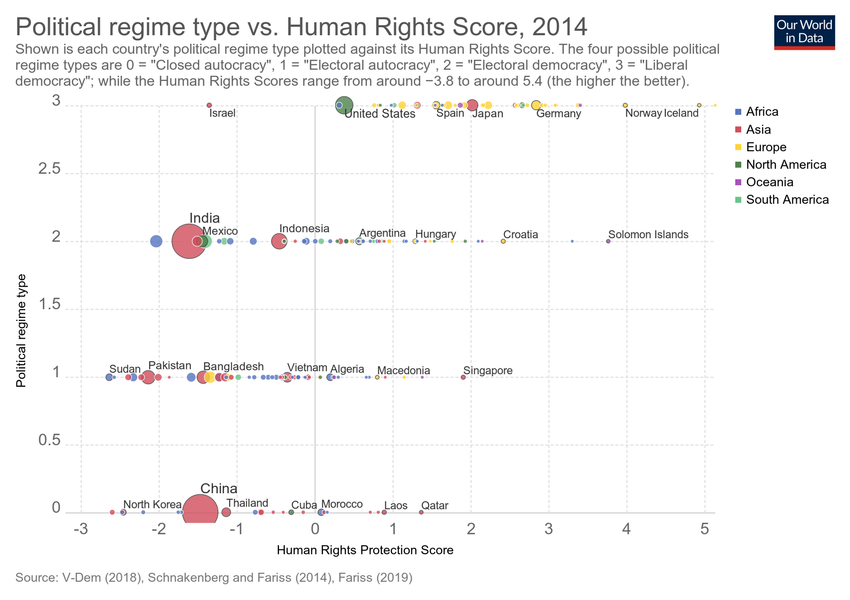 Political regime type vs. Human Rights Score, 2014
Our World
in Data
Shown is each country's political regime type plotted against its Human Rights Score. The four possible political
regime types are 0 = "Closed autocracy", 1 = "Electoral autocracy", 2 = "Electoral democracy", 3 = "Liberal
democracy"; while the Human Rights Scores range from around −3.8 to around 5.4 (the higher the better).
3
Israel
United States
Spain
Japan
Germany
Norway
Iceland
Africa
Asia
Europe
North America
Oceania
South America
2.5
India
Mexico
Indonesia
Argentina
Hungary
Croatia
Solomon Islands
2
1.5
Sudan
Pakistan
Bangladesh
Vietnam
Algeria
Macedonia
Singapore
1
0.5
China
North Korea
Thailand
Cuba
Morocco
Laos
Qatar
0
-3
-2
-1
0
1
2
3
4
5
Political regime type
Human Rights Protection Score
Source: V-Dem (2018), Schnakenberg and Fariss (2014), Fariss (2019)